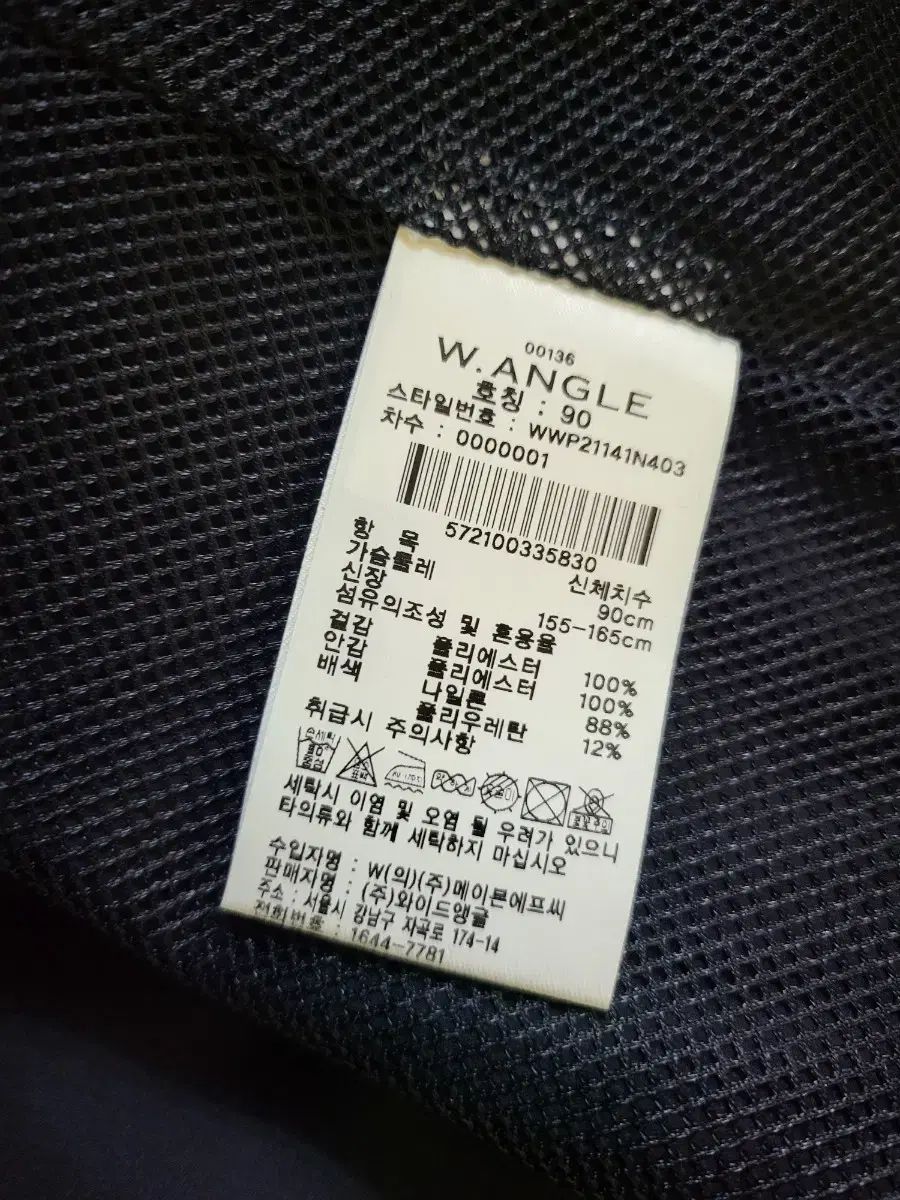 00136
W.ANGLE
호칭 : 90
스타일번호 : WWP21141N403
차수 : 0000001
572100335830
항 목 신체치수
가슴둘레 90cm
신장 155-165cm
섬유의조성 및 혼용율
겉감 폴리에스터 100%
안감 폴리에스터 100%
배색 나일론 88%
폴리우레탄 12%
취급시 주의사항
손세탁
중성
세탁시 이염 및 오염 될 우려가 있으니
타의류와 함께 세탁하지 마십시오
수입자명 : W(의)(주)메이븐에프씨
판매자명 : (주)와이드앵글
주소 : 서울시 강남구 자곡로 174-14
전화번호 : 1644-7781